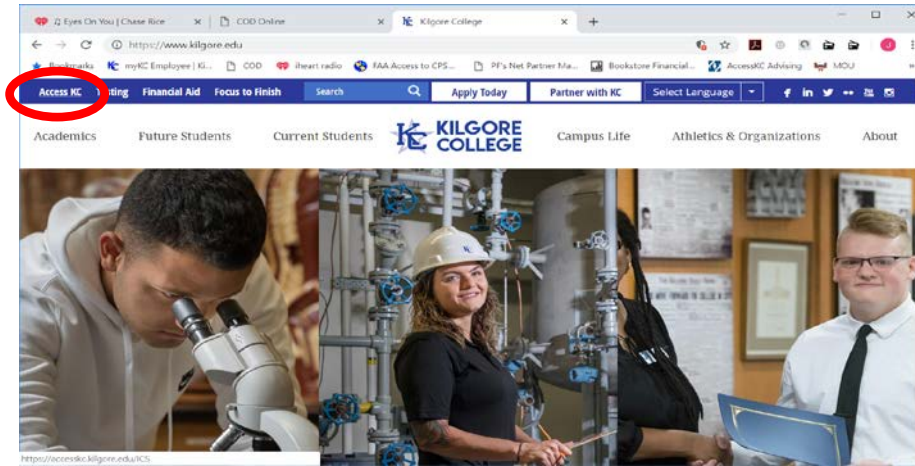 Eyes On You | Chase Rice
COD Online
Kilgore College
https://www.kilgore.edu
Bookmarks myKC Employee | Ki... COD iheart radio FAA Access to CPS... PF's Net Partner Ma... Bookstore Financial... AccessKC Advising MOU
Access KC Financial Aid Focus to Finish Search Apply Today Partner with KC Select Language
Academics Future Students Current Students KILGORE COLLEGE Campus Life Athletics & Organizations About
https://accesskc.kilgore.edu/ICS